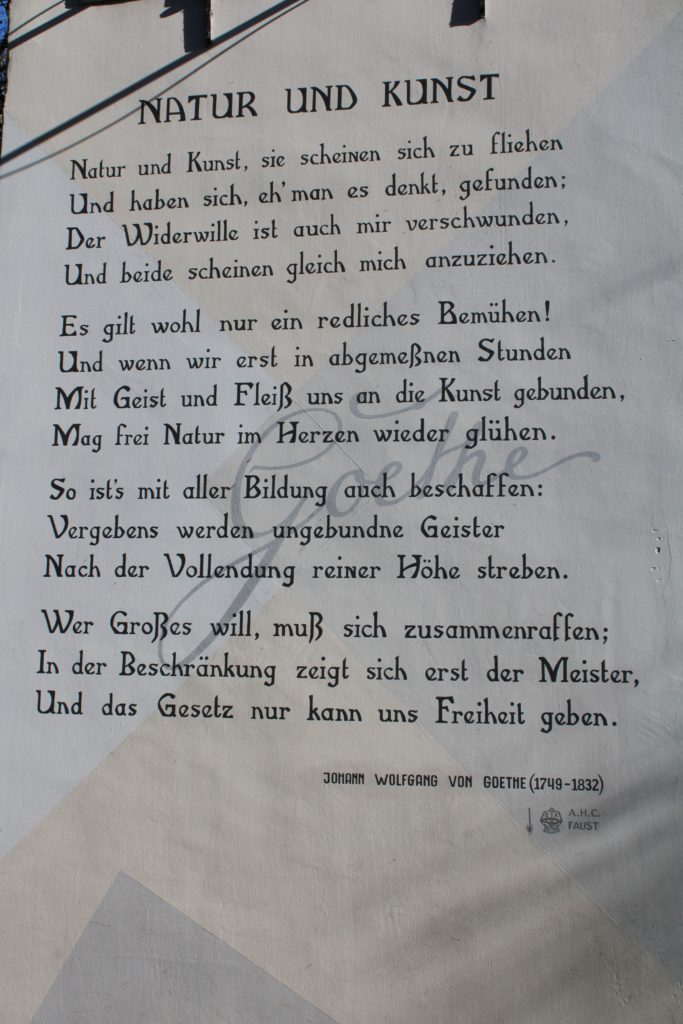 NATUR UND KUNST
Natur und Kunst, sie scheinen sich zu fliehen
Und haben sich, eh' man es denkt, gefunden;
Der Widerwille ist auch mir verschwunden,
Und beide scheinen gleich mich anzuziehen.
Es gilt wohl nur ein redliches Bemühen!
Und wenn wir erst in abgemeßnen Stunden
Mit Geist und Fleiß uns an die Kunst gebunden,
Mag frei Natur im Herzen wieder glühen.
So ist's mit aller Bildung auch beschaffen:
Vergebens werden ungebundne Geister
Nach der Vollendung reiner Höhe streben.
Wer Großes will, muß sich zusammenraffen;
In der Beschränkung zeigt sich erst der Meister,
Und das Gesetz nur kann uns Freiheit geben.
Goethe
JOHANN WOLFGANG VON GOETHE (1749-1832)
A.H.C.
FAUST